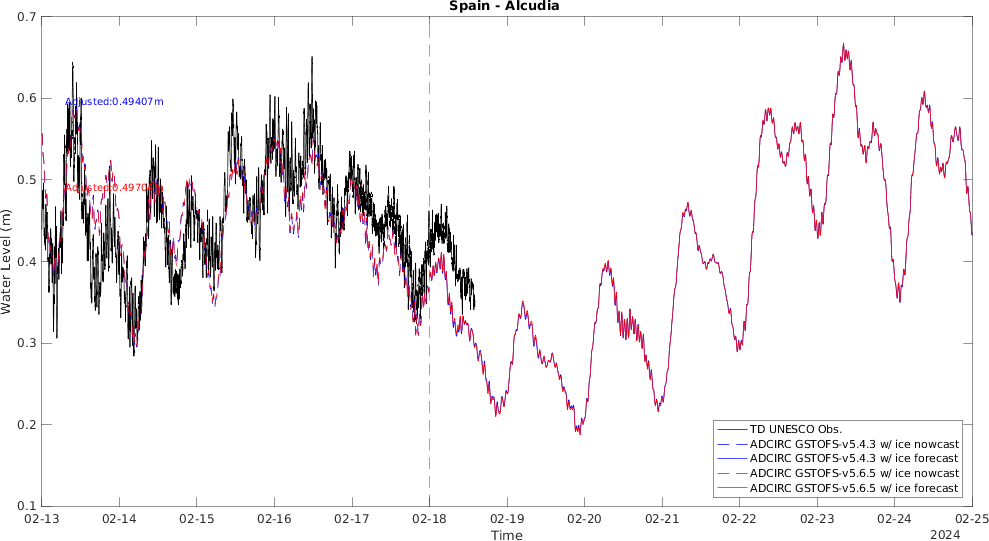 Spain - Alcudia
0.7
0.6
0.5
0.4
0.3
0.2
0.1
Water Level (m)
Adjusted:0.49407m
02-13
02-14
02-15
02-16
02-17
02-18
02-19
02-20
02-21
02-22
02-23
02-24
02-25
Time
2024
TD UNESCO Obs.
ADCIRC GSTOFS-v5.4.3 w/ ice nowcast
ADCIRC GSTOFS-v5.4.3 w/ ice forecast
ADCIRC GSTOFS-v5.6.5 w/ ice nowcast
ADCIRC GSTOFS-v5.6.5 w/ ice forecast